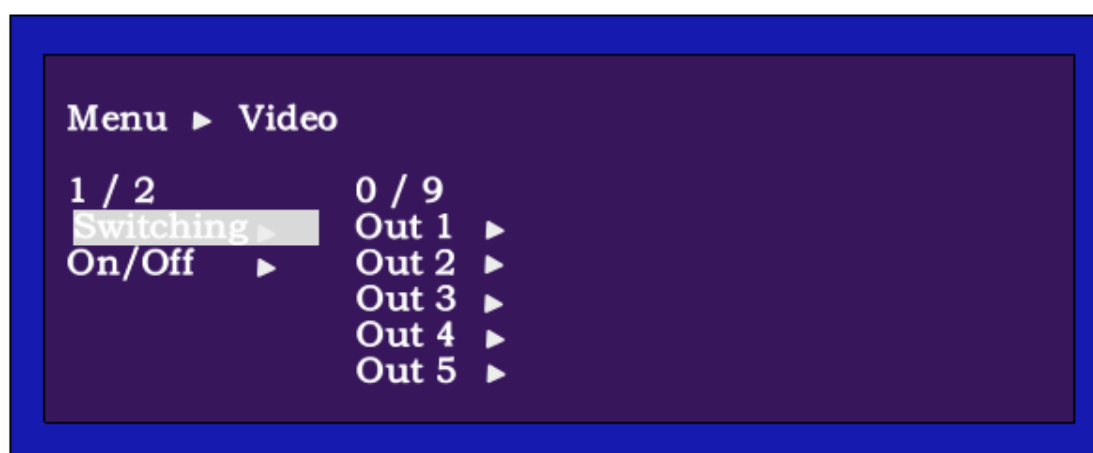 Menu ▶ Video
1 / 2 0 / 9
Switching ▶ Out 1 ▶
On/Off ▶ Out 2 ▶
Out 3 ▶
Out 4 ▶
Out 5 ▶